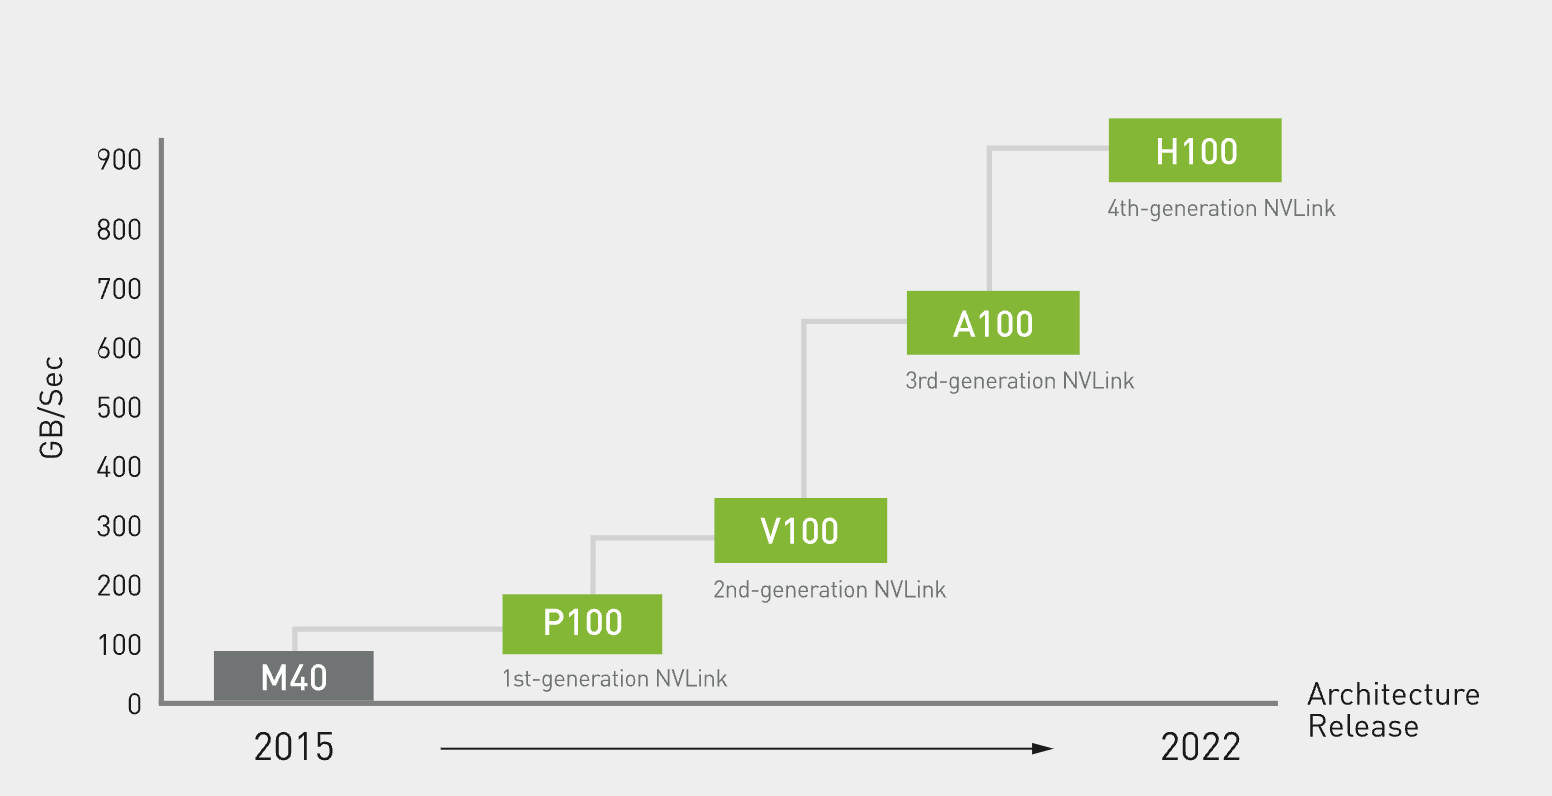 900
800
700
600
500
400
300
200
100
0
GB/Sec
H100
4th-generation NVLink
A100
3rd-generation NVLink
V100
2nd-generation NVLink
P100
1st-generation NVLink
M40
Architecture
Release
2015
2022